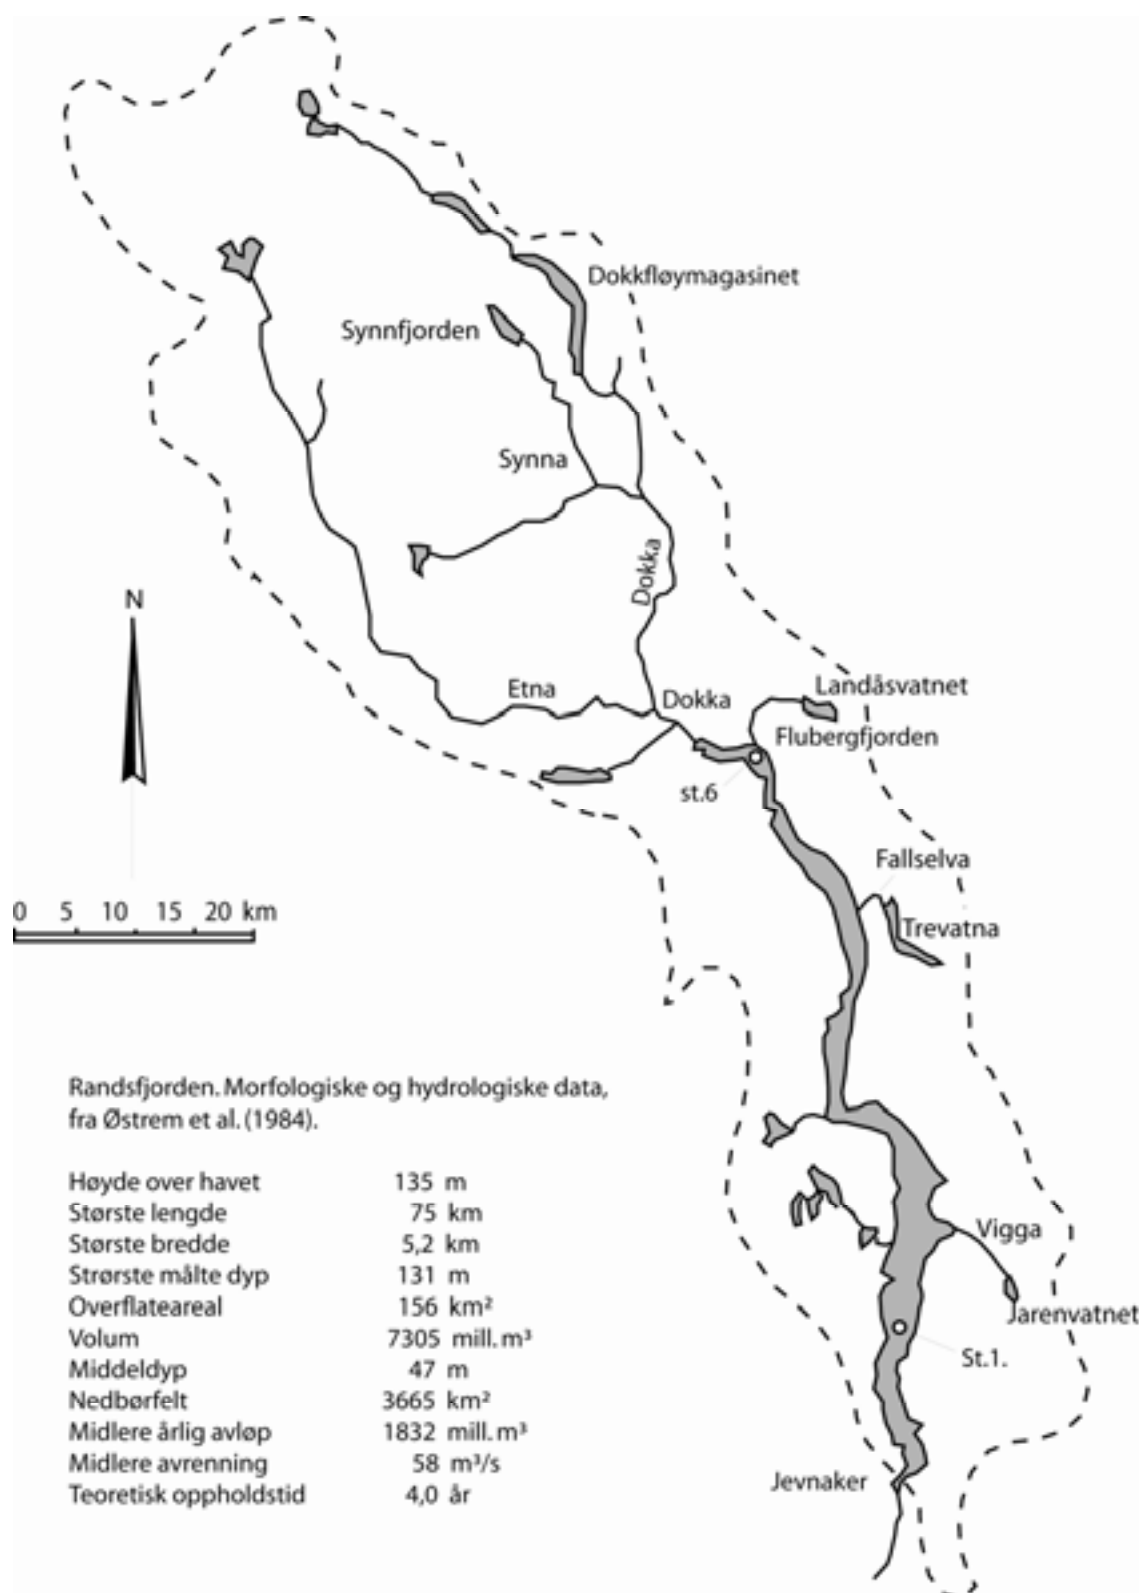 Dokkfløymagasinet
Synnfjorden
Synna
Dokka
N
Etna
Dokka
Landåsvatnet
Flubergfjorden
st.6
Fallselva
Trevatna
0 5 10 15 20 km
Randsfjorden. Morfologiske og hydrologiske data,
fra Østrem et al. (1984).
Høyde over havet 135 m
Største lengde 75 km
Største bredde 5,2 km
Strørste målte dyp 131 m
Overflateareal 156 km²
Volum 7305 mill. m³
Middeldyp 47 m
Nedbørfelt 3665 km²
Midlere årlig avløp 1832 mill. m³
Midlere avrenning 58 m³/s
Teoretisk oppholdstid 4,0 år
Vigga
Jarenvatnet
St.1.
Jevnaker